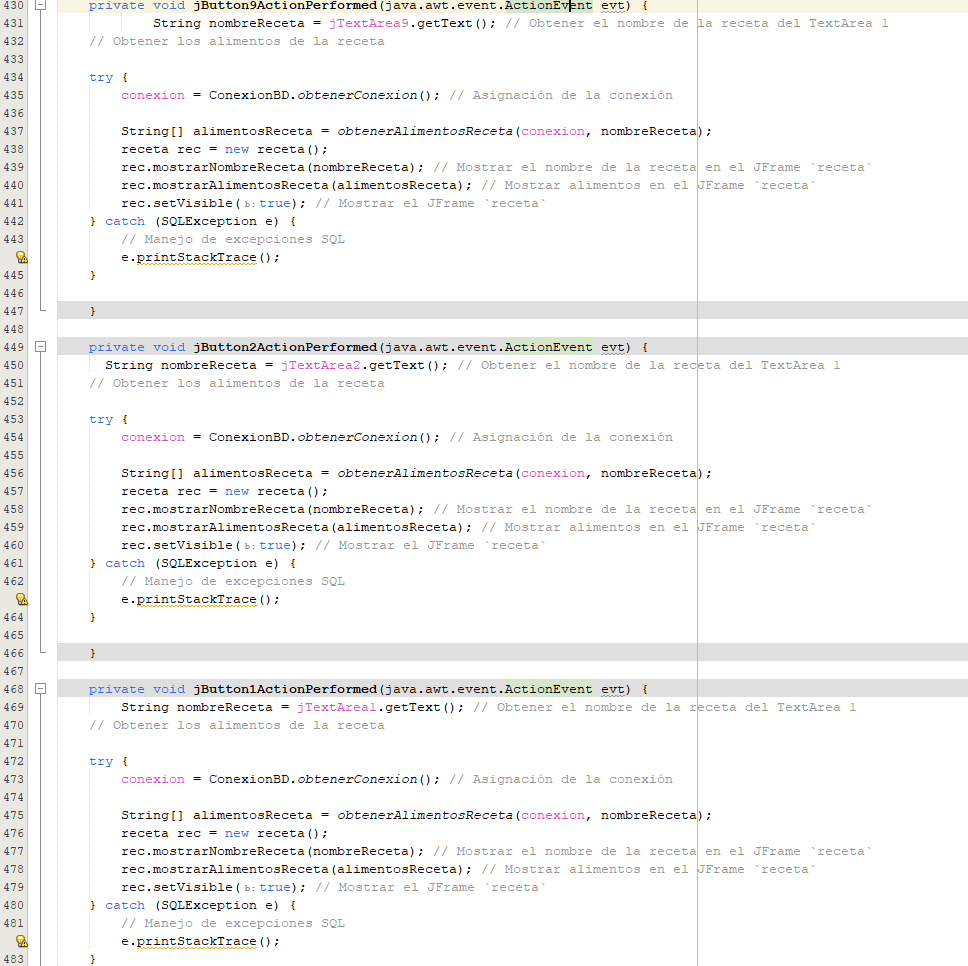 430 private void jButton9ActionPerformed(java.awt.event.ActionEvent evt) {
431 String nombreReceta = jTextArea9.getText(); // Obtener el nombre de la receta del TextArea 1
432 // Obtener los alimentos de la receta
433
434 try {
435 conexion = ConexionBD.obtenerConexion(); // Asignación de la conexión
436
437 String[] alimentosReceta = obtenerAlimentosReceta(conexion, nombreReceta);
438 receta rec = new receta();
439 rec.mostrarNombreReceta(nombreReceta); // Mostrar el nombre de la receta en el JFrame `receta`
440 rec.mostrarAlimentosReceta(alimentosReceta); // Mostrar alimentos en el JFrame `receta`
441 rec.setVisible(b: true); // Mostrar el JFrame `receta`
442 } catch (SQLException e) {
443 // Manejo de excepciones SQL
e.printStackTrace();
445 }
446
447 }
448
449 private void jButton2ActionPerformed(java.awt.event.ActionEvent evt) {
450 String nombreReceta = jTextArea2.getText(); // Obtener el nombre de la receta del TextArea 1
451 // Obtener los alimentos de la receta
452
453 try {
454 conexion = ConexionBD.obtenerConexion(); // Asignación de la conexión
455
456 String[] alimentosReceta = obtenerAlimentosReceta(conexion, nombreReceta);
457 receta rec = new receta();
458 rec.mostrarNombreReceta(nombreReceta); // Mostrar el nombre de la receta en el JFrame `receta`
459 rec.mostrarAlimentosReceta(alimentosReceta); // Mostrar alimentos en el JFrame `receta`
460 rec.setVisible(b: true); // Mostrar el JFrame `receta`
461 } catch (SQLException e) {
462 // Manejo de excepciones SQL
e.printStackTrace();
464 }
465
466 }
467
468 private void jButton1ActionPerformed(java.awt.event.ActionEvent evt) {
469 String nombreReceta = jTextArea1.getText(); // Obtener el nombre de la receta del TextArea 1
470 // Obtener los alimentos de la receta
471
472 try {
473 conexion = ConexionBD.obtenerConexion(); // Asignación de la conexión
474
475 String[] alimentosReceta = obtenerAlimentosReceta(conexion, nombreReceta);
476 receta rec = new receta();
477 rec.mostrarNombreReceta(nombreReceta); // Mostrar el nombre de la receta en el JFrame `receta`
478 rec.mostrarAlimentosReceta(alimentosReceta); // Mostrar alimentos en el JFrame `receta`
479 rec.setVisible(b: true); // Mostrar el JFrame `receta`
480 } catch (SQLException e) {
481 // Manejo de excepciones SQL
e.printStackTrace();
483 }